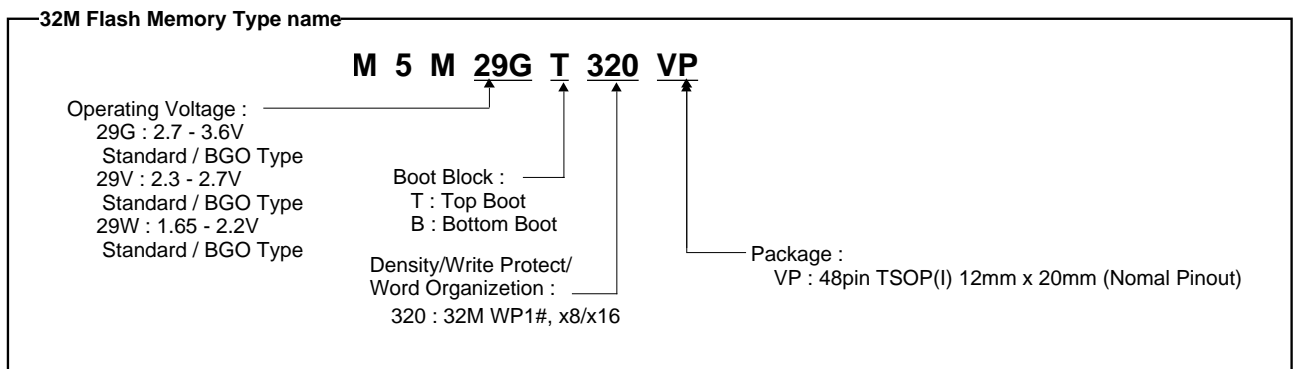 32M Flash Memory Type name
M 5 M 29G T 320 VP
Operating Voltage :
29G : 2.7 - 3.6V
Standard / BGO Type
29V : 2.3 - 2.7V
Standard / BGO Type
29W : 1.65 - 2.2V
Standard / BGO Type
Boot Block :
T : Top Boot
B : Bottom Boot
Density/Write Protect/
Word Organizetion :
320 : 32M WP1#, x8/x16
Package :
VP : 48pin TSOP(I) 12mm x 20mm (Nomal Pinout)